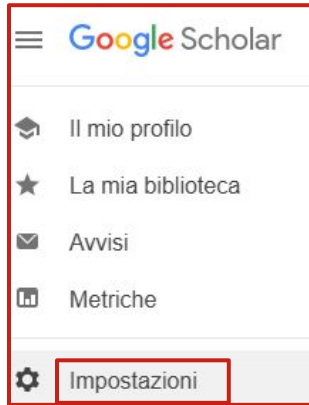 Google Scholar
Il mio profilo
La mia biblioteca
Avvisi
Metriche
Impostazioni